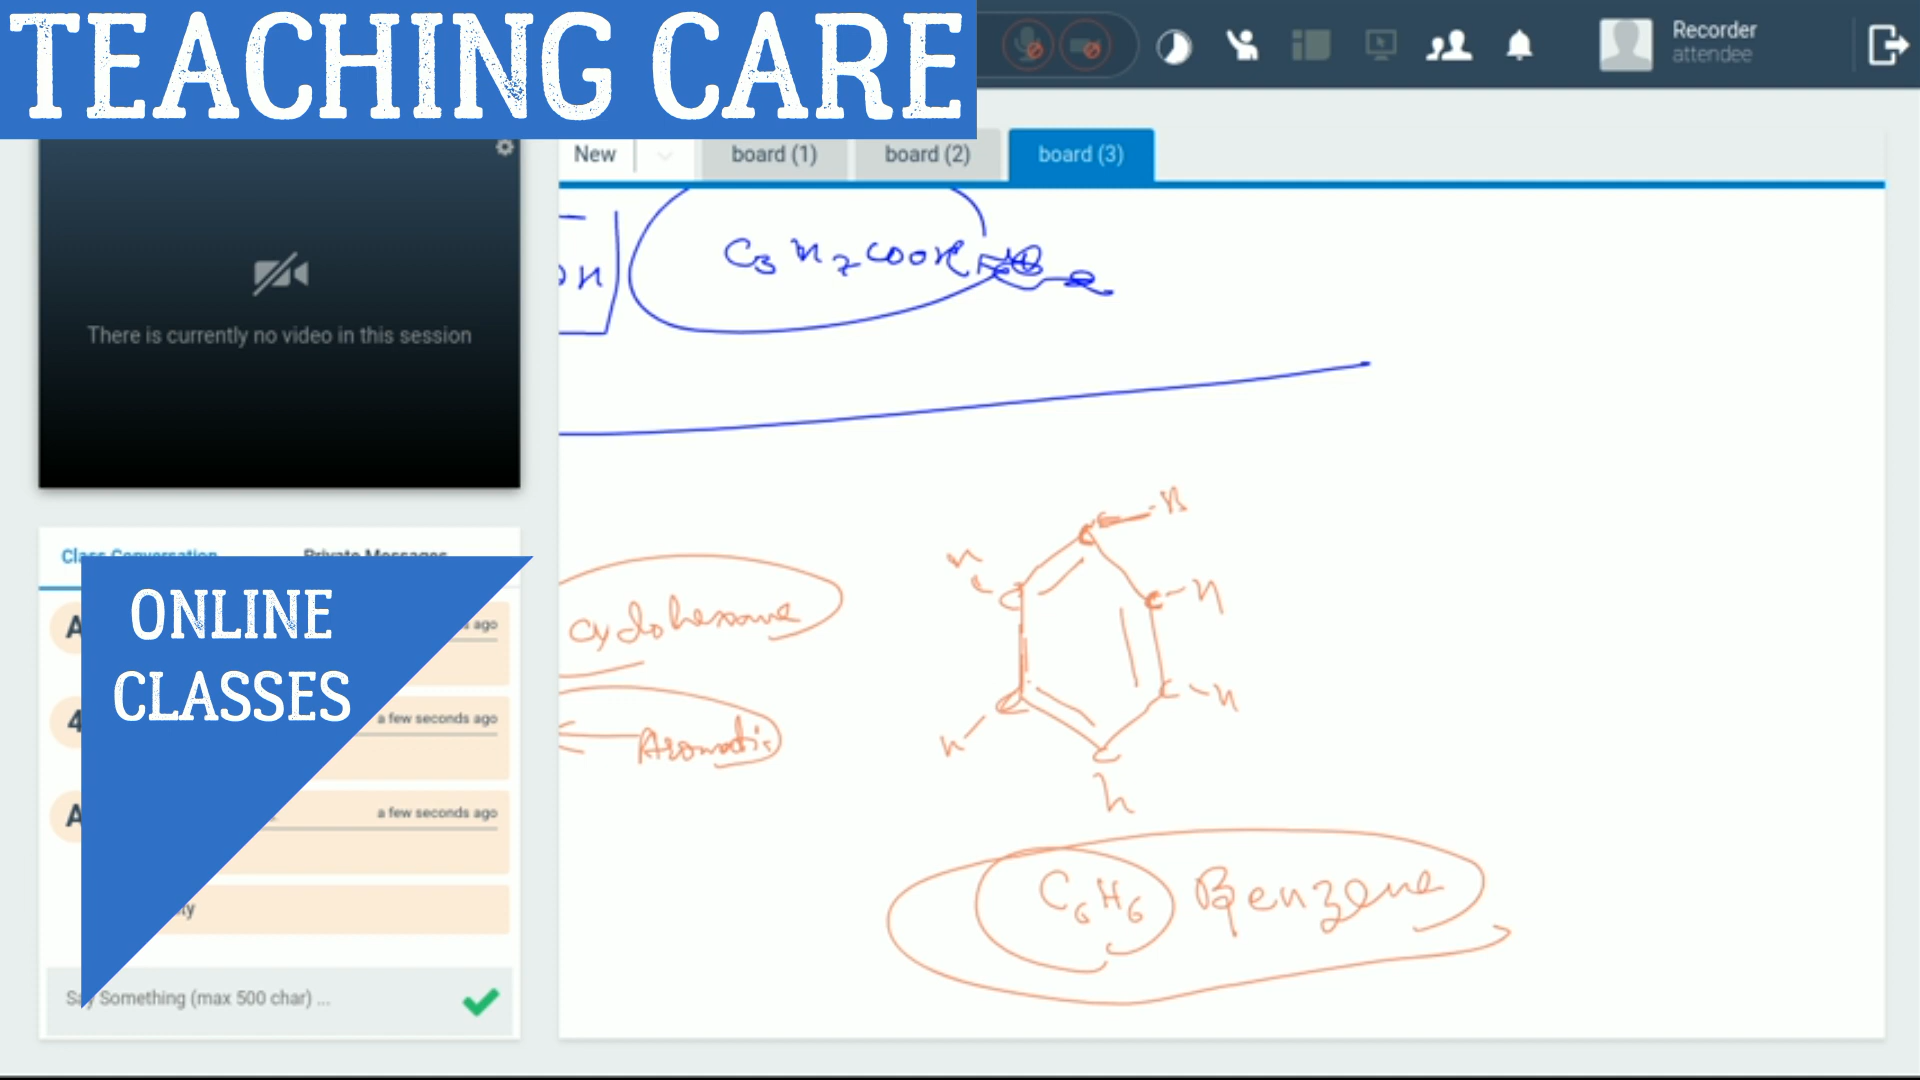 TEACHING CARE
Recorder
attendee
New
board (1)
board (2)
board (3)
There is currently no video in this session
C3H7COOH
Class Conversation
Private Messages
ONLINE
CLASSES
ago
a few seconds ago
a few seconds ago
Say Something (max 500 char) ...
cyclohexane
Aromatic
C
H
C
H
C
H
C
H
C
H
C
H
C6H6 Benzene